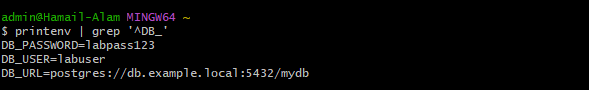 admin@Hamail-Alam MINGW64 ~
$ printenv | grep '^DB_'
DB_PASSWORD=labpass123
DB_USER=labuser
DB_URL=postgres://db.example.local:5432/mydb